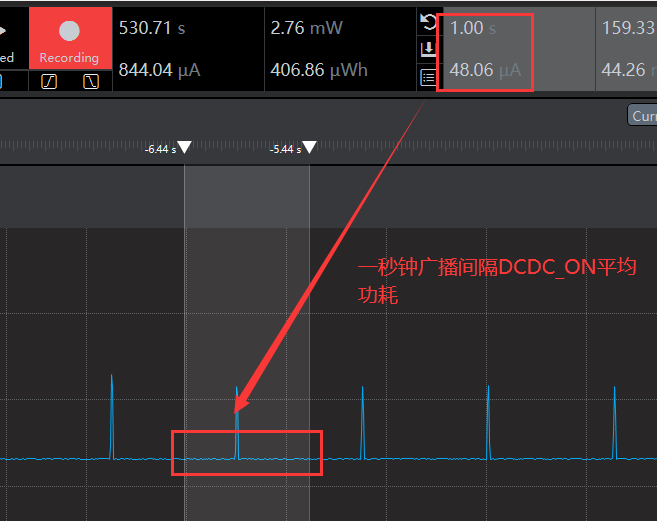 530.71 s
2.76 mW
1.00 s
159.33
ed
Recording
844.04 µA
406.86 µWh
48.06 µA
44.26
Curr
-6.44 s
-5.44 s
一秒钟广播间隔DCDC_ON平均
功耗